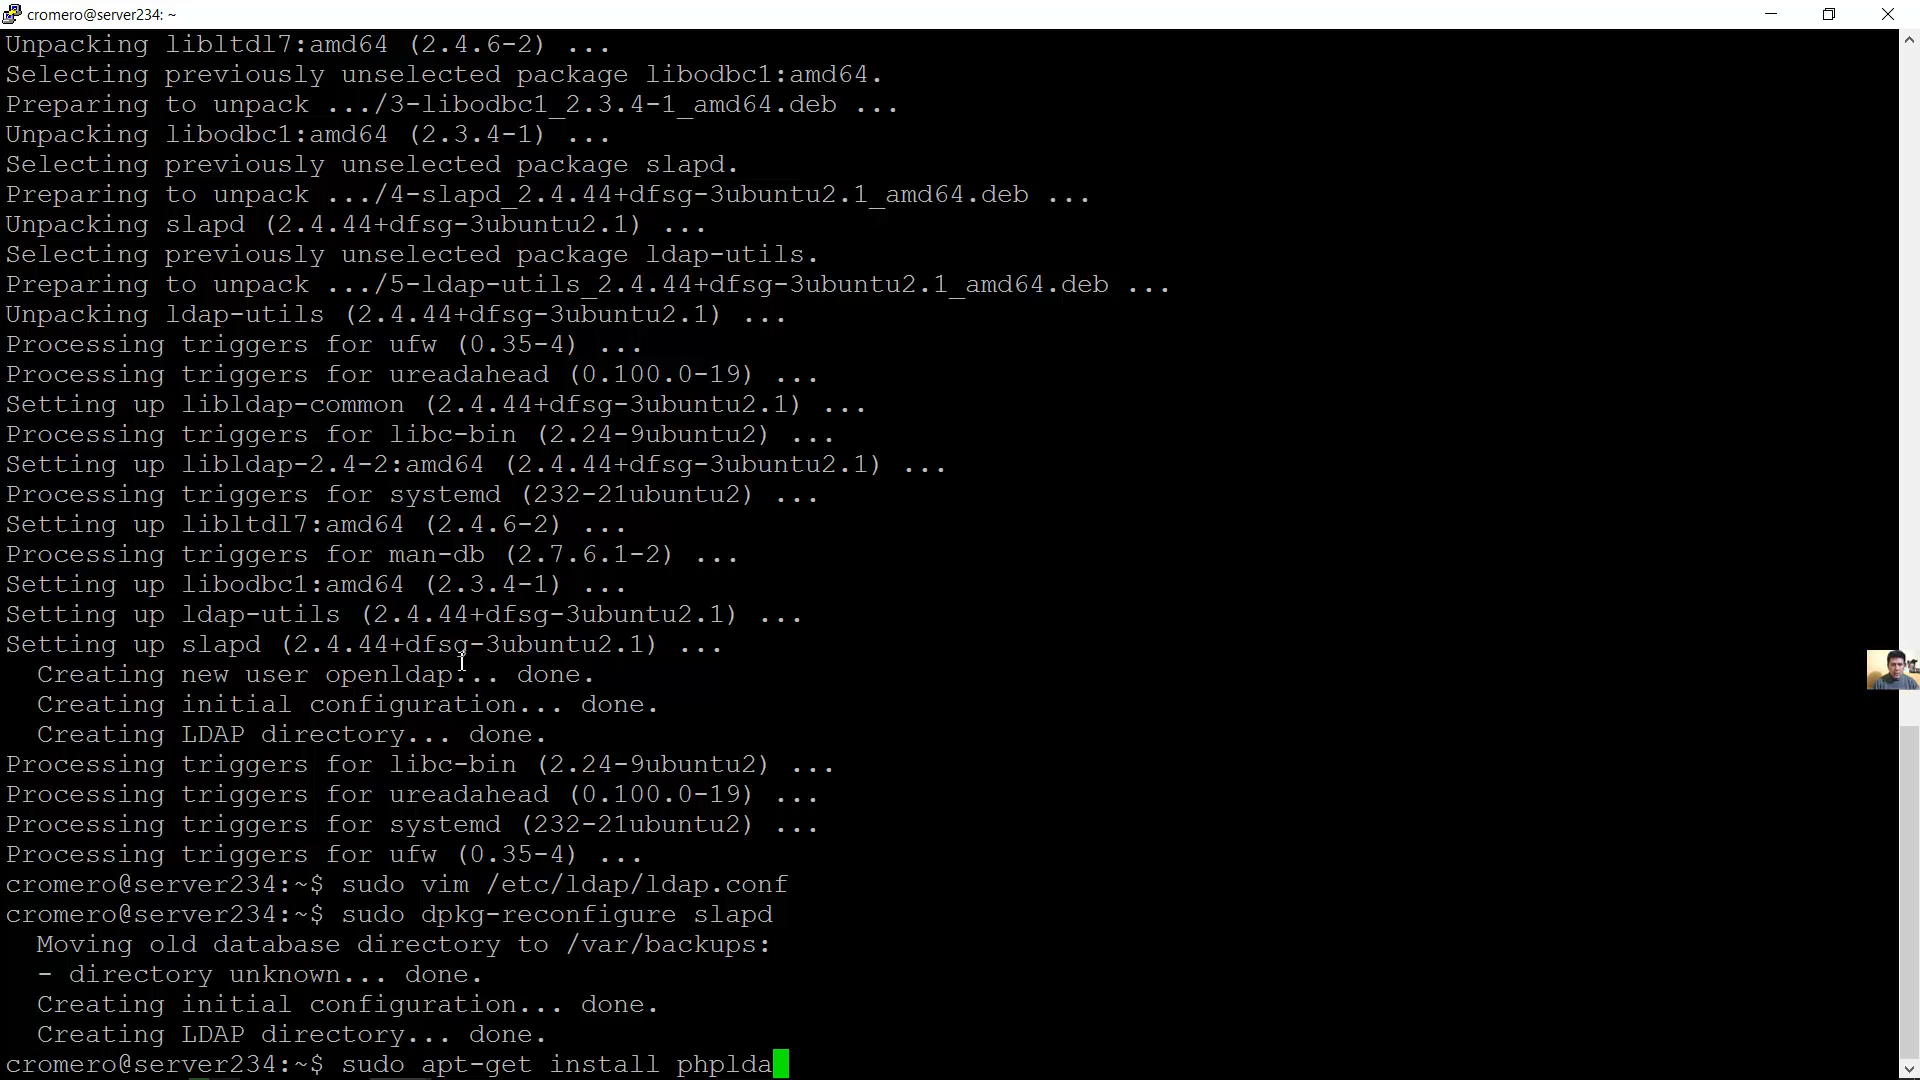 cromero@server234: ~
Unpacking libltdl7:amd64 (2.4.6-2) ...
Selecting previously unselected package libodbc1:amd64.
Preparing to unpack .../3-libodbc1_2.3.4-1_amd64.deb ...
Unpacking libodbc1:amd64 (2.3.4-1) ...
Selecting previously unselected package slapd.
Preparing to unpack .../4-slapd_2.4.44+dfsg-3ubuntu2.1_amd64.deb ...
Unpacking slapd (2.4.44+dfsg-3ubuntu2.1) ...
Selecting previously unselected package ldap-utils.
Preparing to unpack .../5-ldap-utils_2.4.44+dfsg-3ubuntu2.1_amd64.deb ...
Unpacking ldap-utils (2.4.44+dfsg-3ubuntu2.1) ...
Processing triggers for ufw (0.35-4) ...
Processing triggers for ureadahead (0.100.0-19) ...
Setting up libldap-common (2.4.44+dfsg-3ubuntu2.1) ...
Processing triggers for libc-bin (2.24-9ubuntu2) ...
Setting up libldap-2.4-2:amd64 (2.4.44+dfsg-3ubuntu2.1) ...
Processing triggers for systemd (232-21ubuntu2) ...
Setting up libltdl7:amd64 (2.4.6-2) ...
Processing triggers for man-db (2.7.6.1-2) ...
Setting up libodbc1:amd64 (2.3.4-1) ...
Setting up ldap-utils (2.4.44+dfsg-3ubuntu2.1) ...
Setting up slapd (2.4.44+dfsg-3ubuntu2.1) ...
  Creating new user openldap... done.
  Creating initial configuration... done.
  Creating LDAP directory... done.
Processing triggers for libc-bin (2.24-9ubuntu2) ...
Processing triggers for ureadahead (0.100.0-19) ...
Processing triggers for systemd (232-21ubuntu2) ...
Processing triggers for ufw (0.35-4) ...
cromero@server234:~$ sudo vim /etc/ldap/ldap.conf
cromero@server234:~$ sudo dpkg-reconfigure slapd
  Moving old database directory to /var/backups:
  - directory unknown... done.
  Creating initial configuration... done.
  Creating LDAP directory... done.
cromero@server234:~$ sudo apt-get install phplda